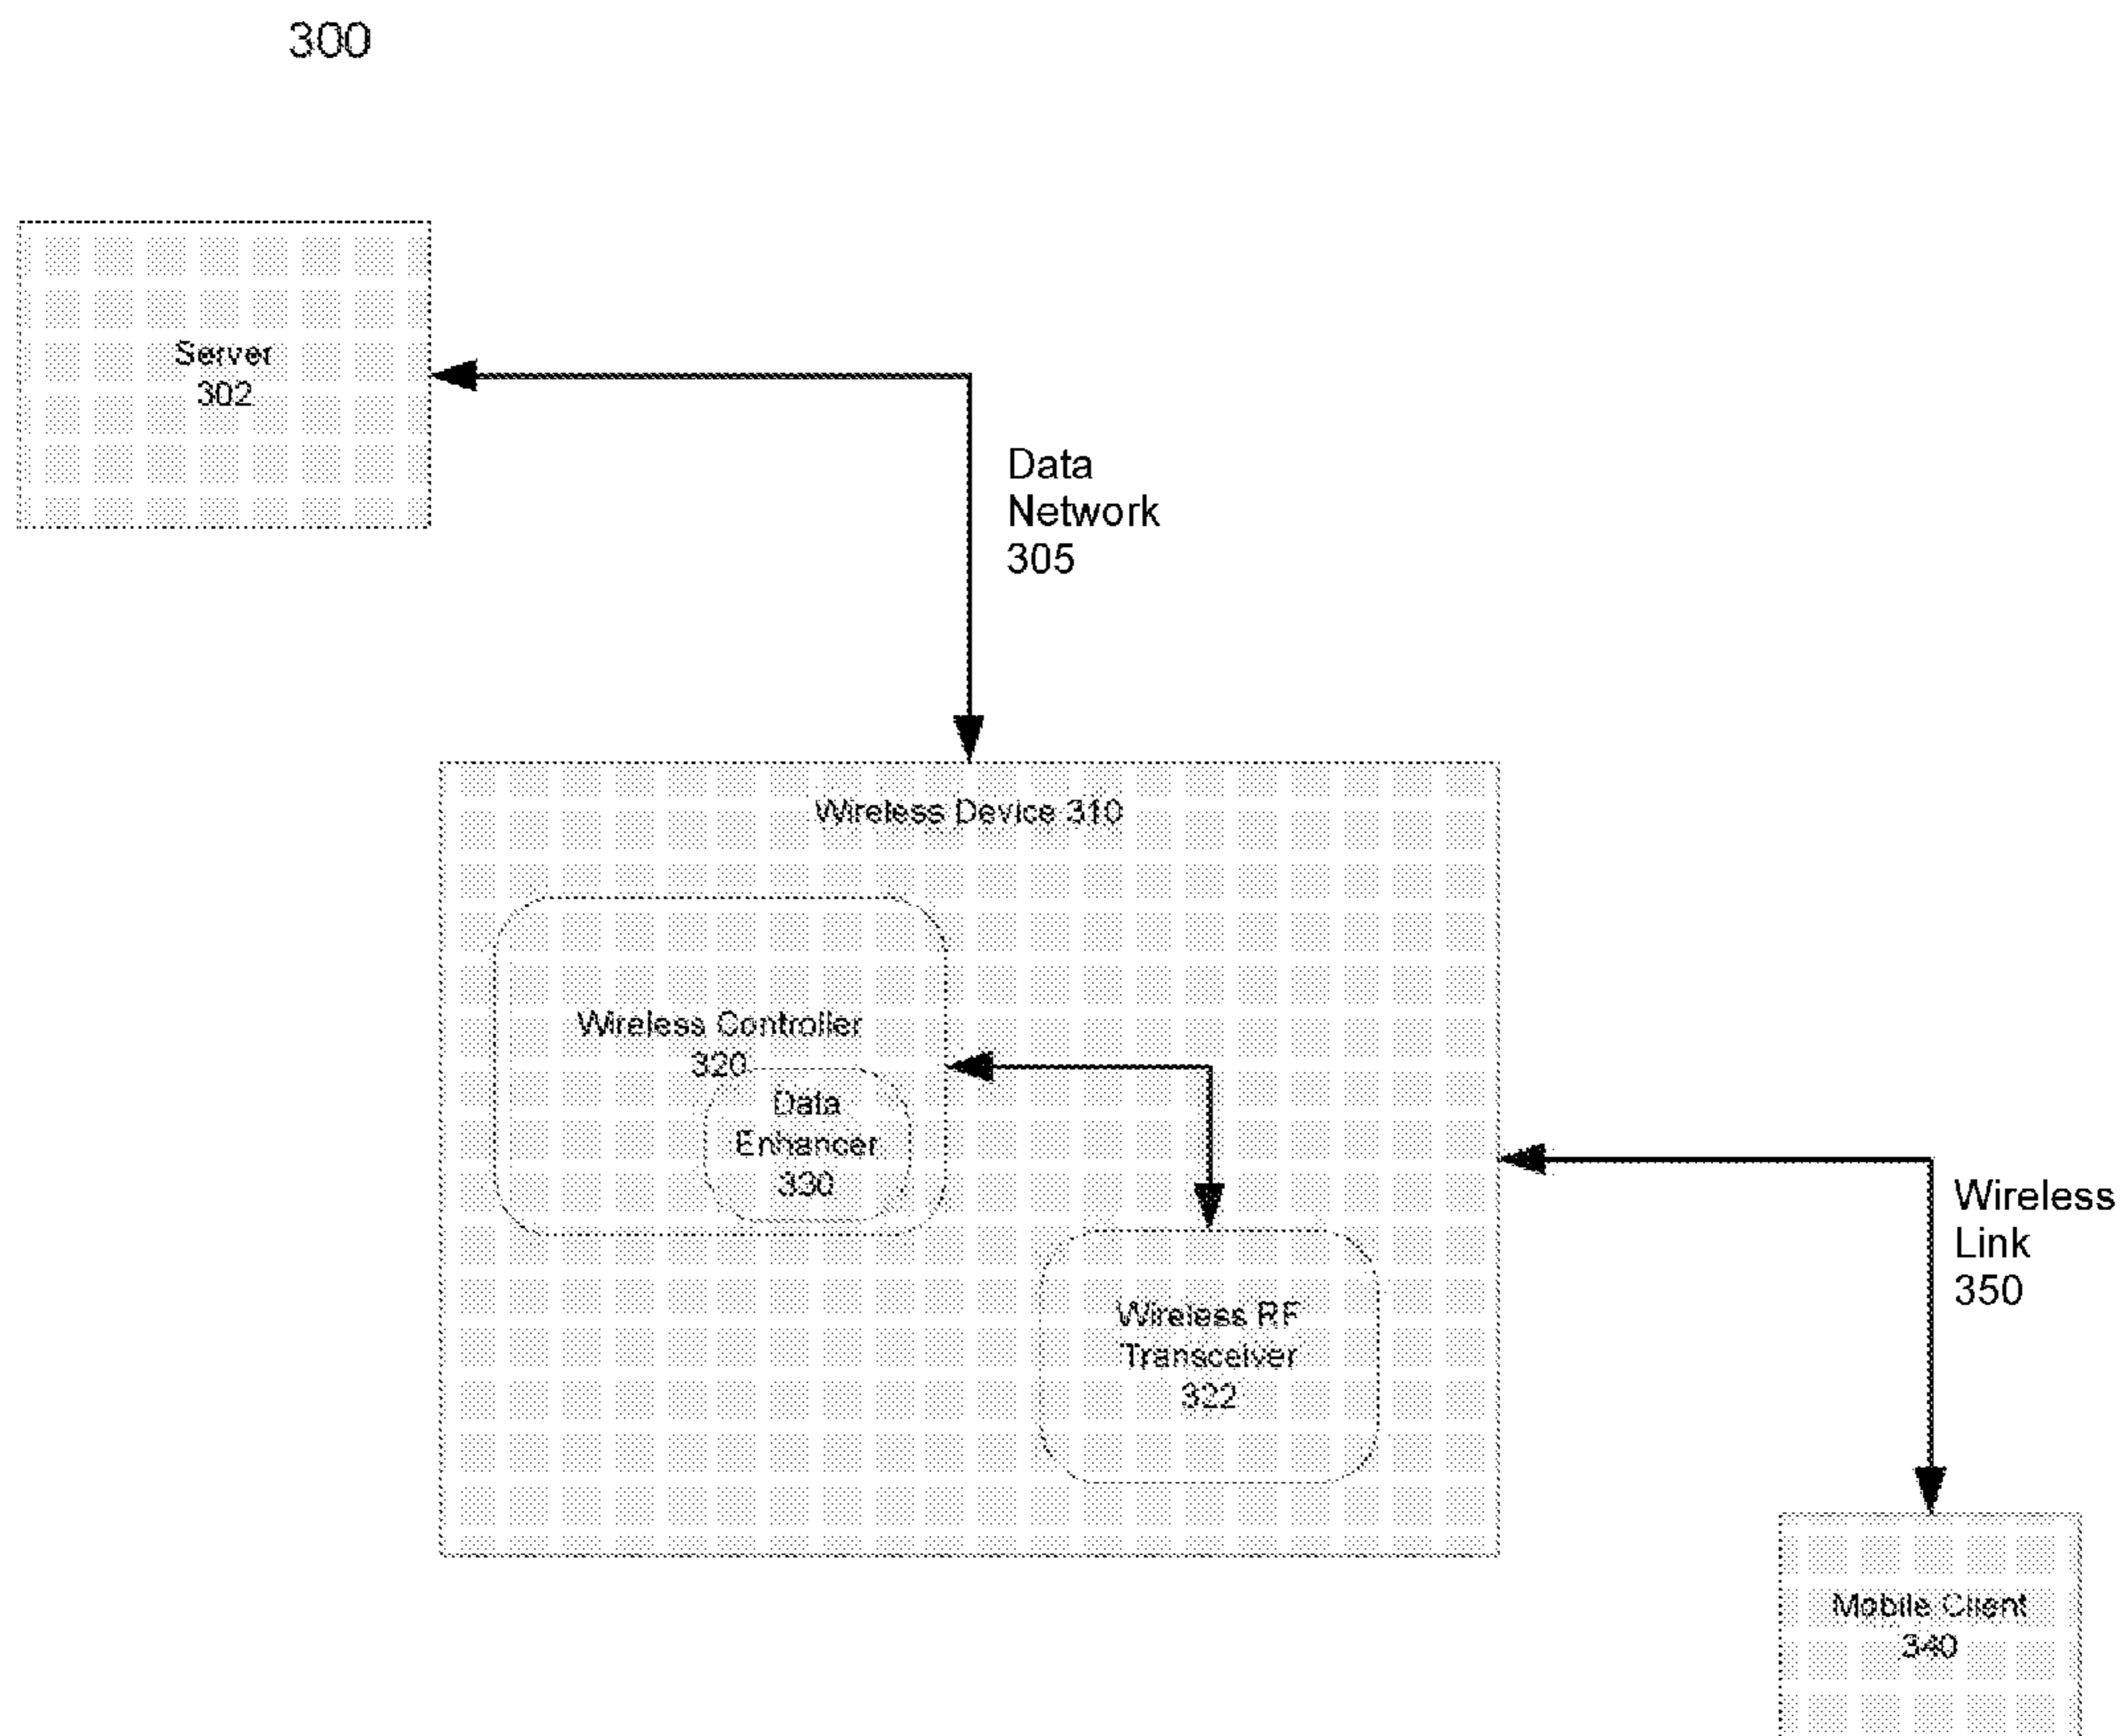 300
Server
302
Data
Network
305
Wireless Device 310
Wireless Controller
320
Data
Enhancer
330
Wireless RF
Transceiver
322
Wireless
Link
350
Mobile Client
340